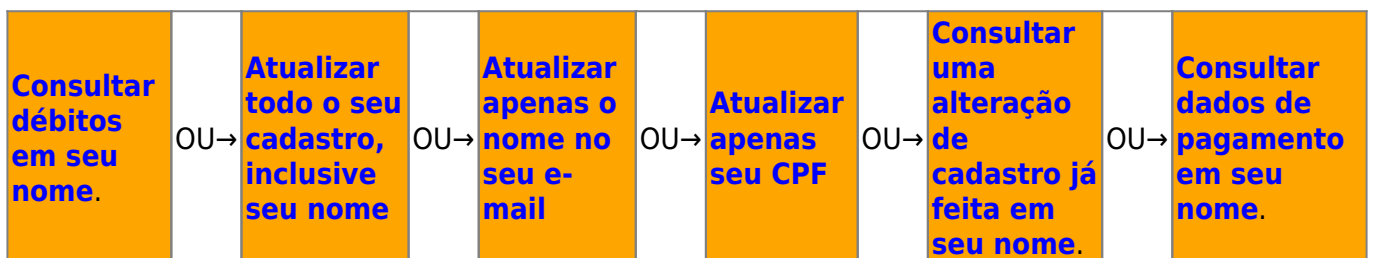 Consultar
débitos
em seu
nome.
OU→
Atualizar
todo o seu
cadastro,
inclusive
seu nome
OU→
Atualizar
apenas o
nome no
seu e-
mail
OU→
Atualizar
apenas
seu CPF
OU→
Consultar
uma
alteração
de
cadastro já
feita em
seu nome.
OU→
Consultar
dados de
pagamento
em seu
nome.